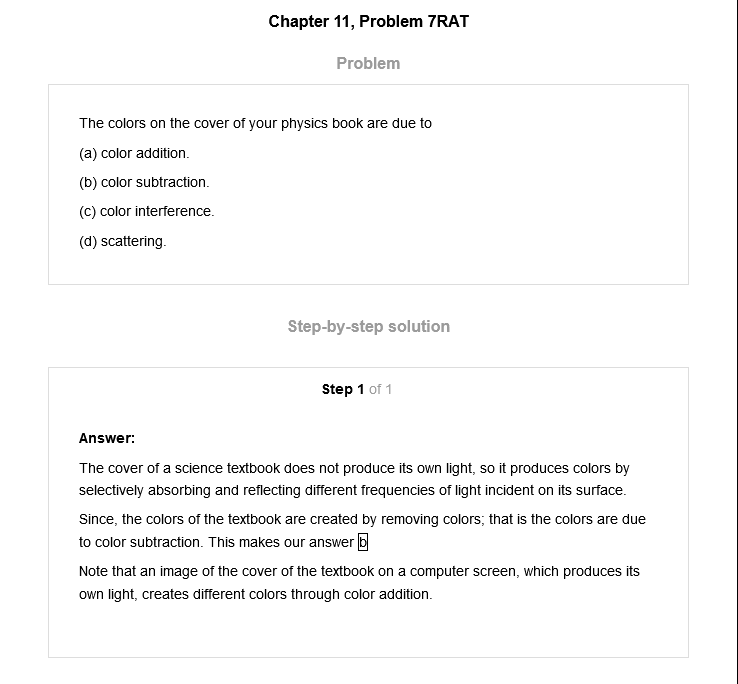 Chapter 11, Problem 7RAT
Problem
The colors on the cover of your physics book are due to
(a) color addition.
(b) color subtraction.
(c) color interference.
(d) scattering.
Step-by-step solution
Step 1 of 1
Answer:
The cover of a science textbook does not produce its own light, so it produces colors by
selectively absorbing and reflecting different frequencies of light incident on its surface.
Since, the colors of the textbook are created by removing colors; that is the colors are due
to color subtraction. This makes our answer b
Note that an image of the cover of the textbook on a computer screen, which produces its
own light, creates different colors through color addition.